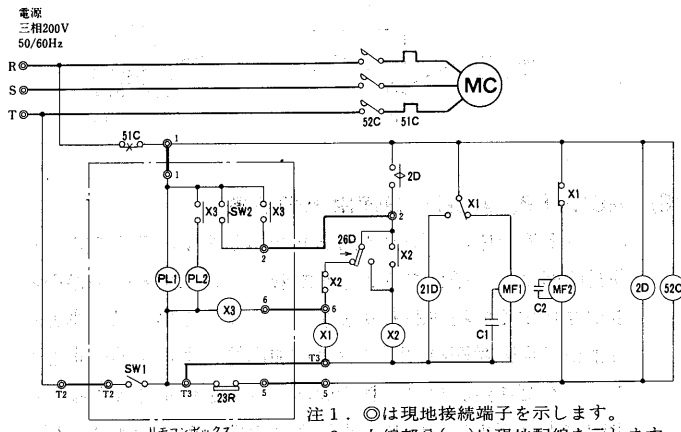 電源
三相200V
50/60Hz
R
S
T
MC
52C
51C
51C
1
1
2D
X3
SW2
X3
2
2
26D
X2
X2
X1
X1
PL1
PL2
X3
6
6
X1
X2
21D
MF1
C1
MF2
C2
2D
52C
SW1
T2
T2
T3
T3
23R
5
5
リモコンボックス
注1. ◎は現地接続端子を示します。